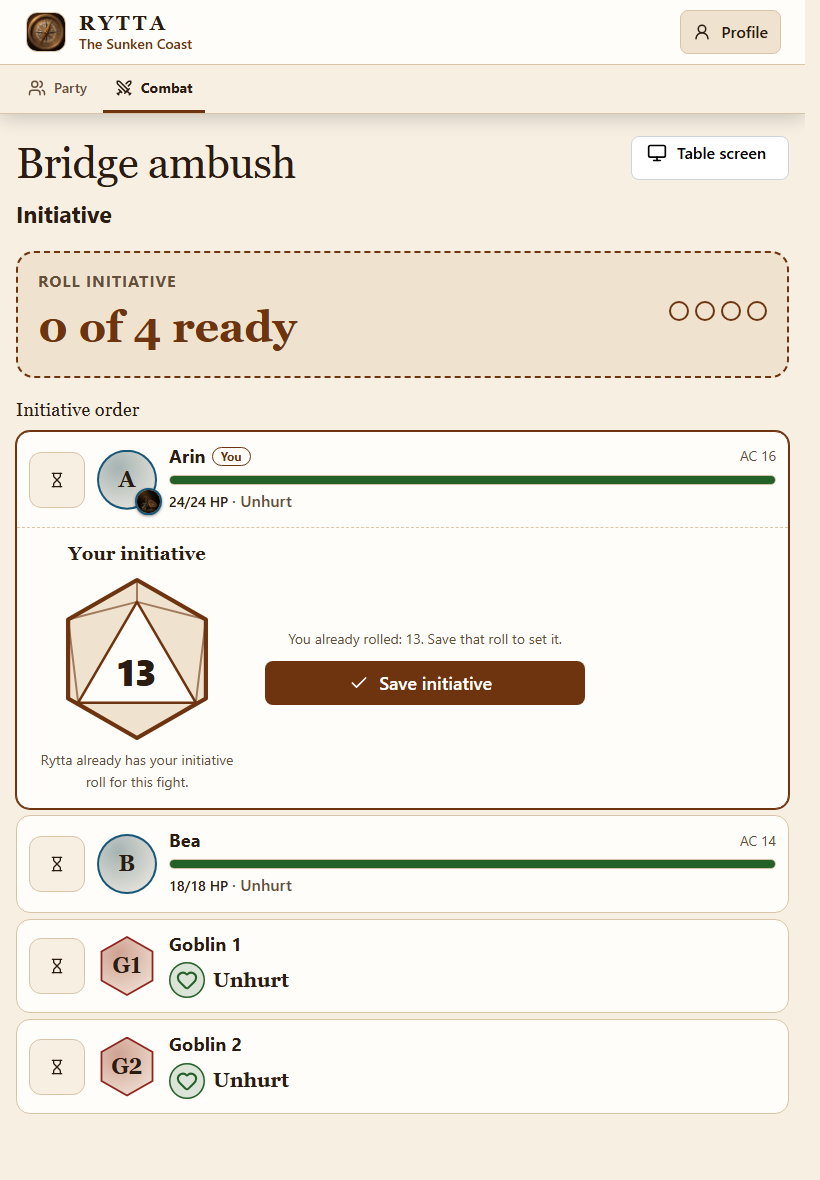 RYTTA
The Sunken Coast
Profile
Party
Combat
Bridge ambush
Table screen
Initiative
ROLL INITIATIVE
0 of 4 ready
Initiative order
A
Arin
You
AC 16
24/24 HP · Unhurt
Your initiative
13
You already rolled: 13. Save that roll to set it.
Save initiative
Rytta already has your initiative
roll for this fight.
B
Bea
AC 14
18/18 HP · Unhurt
G1
Goblin 1
Unhurt
G2
Goblin 2
Unhurt